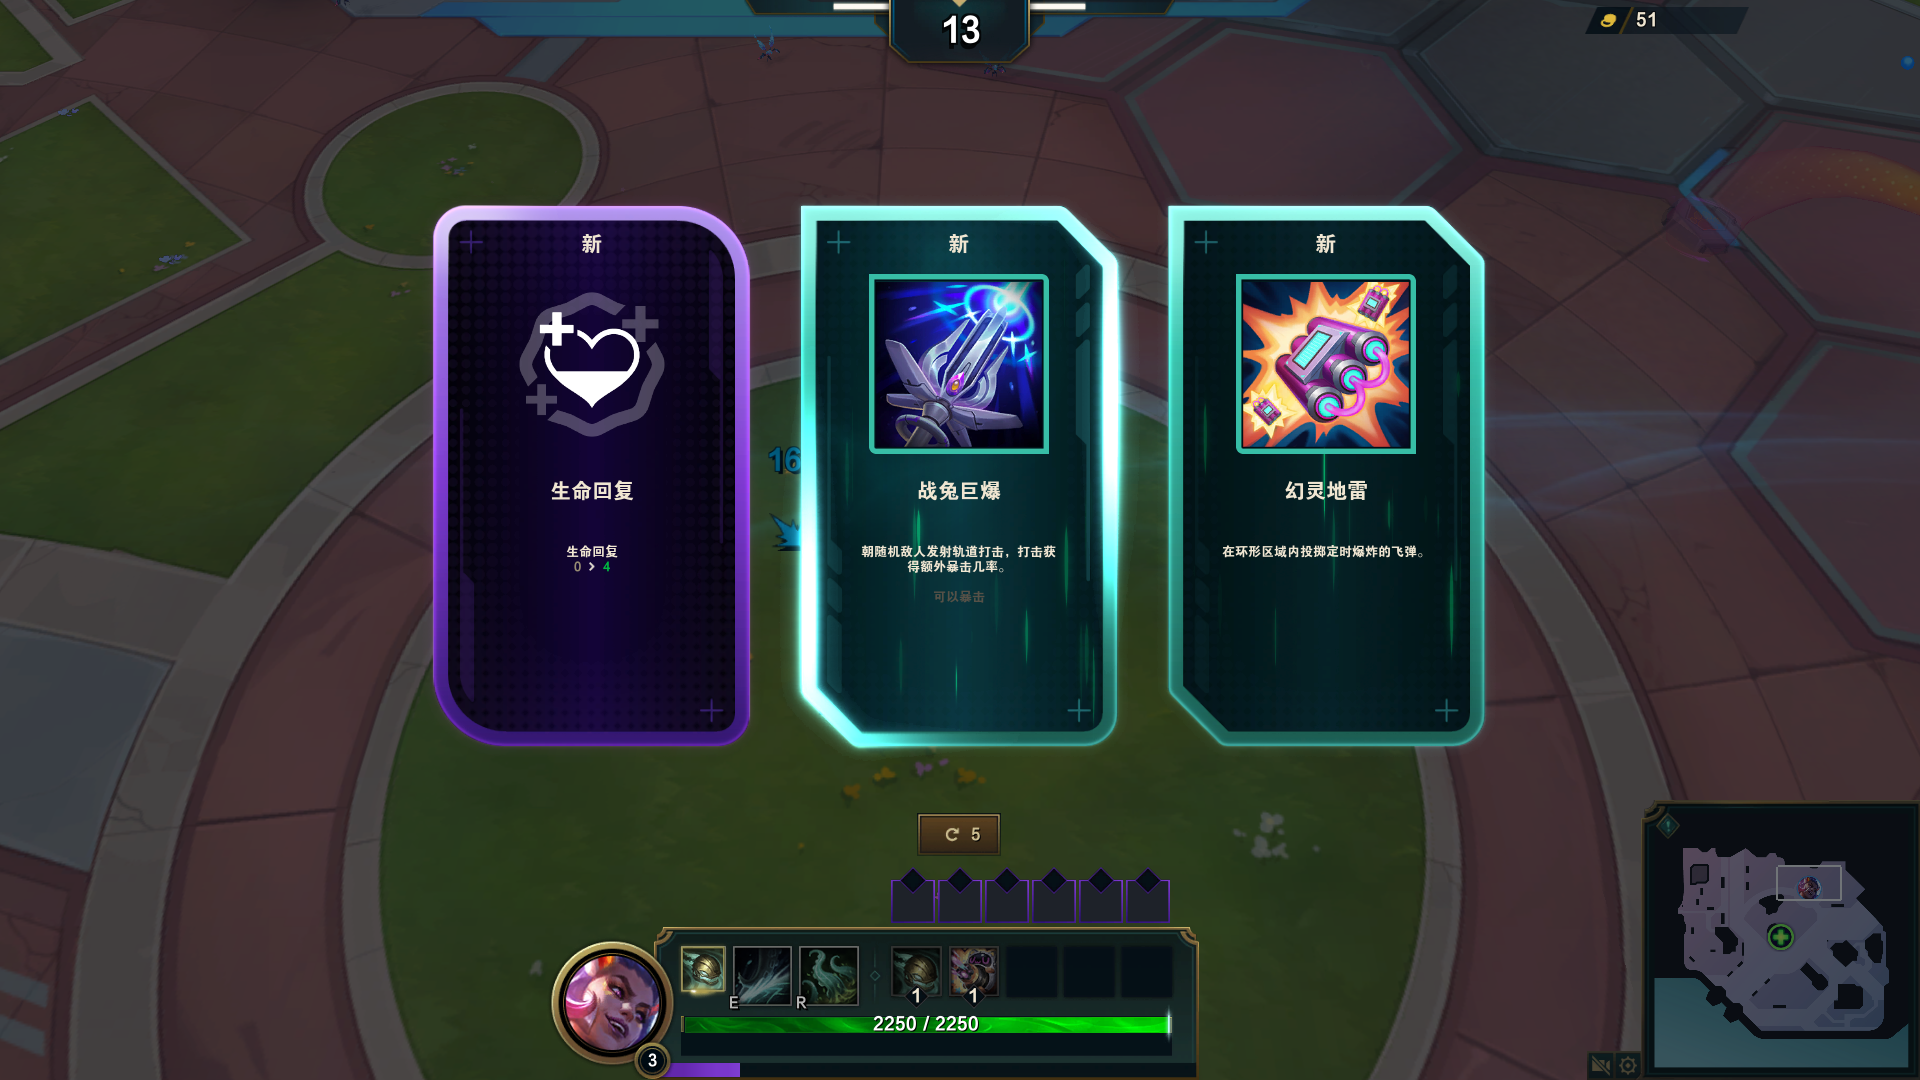 13
51
新
新
新
16
生命回复
战兔巨爆
幻灵地雷
生命回复
0 > 4
朝随机敌人发射轨道打击，打击获
得额外暴击几率。
可以暴击
在环形区域内投掷定时爆炸的飞弹。
5
E
R
1
1
2250 / 2250
3